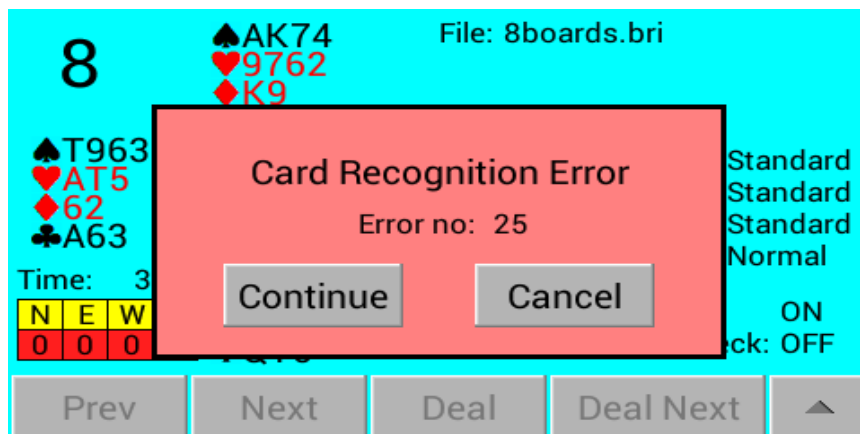 8
♠AK74
♥9762
♦K9
File: 8boards.bri
♠T963
♥AT5
♦62
♣A63
Card Recognition Error
Error no: 25
Continue Cancel
Standard
Standard
Standard
Normal
Time: 3
N E W
0 0 0
ON
eck: OFF
Prev Next Deal Deal Next